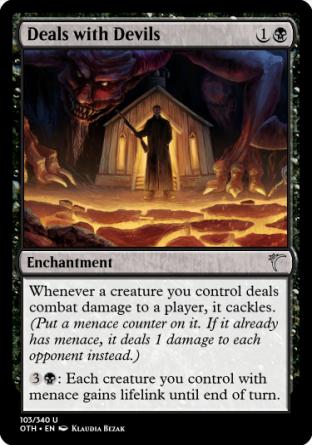 Deals with Devils 1
Enchantment
Whenever a creature you control deals
combat damage to a player, it cackles.
(Put a menace counter on it. If it already
has menace, it deals 1 damage to each
opponent instead.)
3 : Each creature you control with
menace gains lifelink until end of turn.
103/340 U
OTH • EN Klaudia Bezak